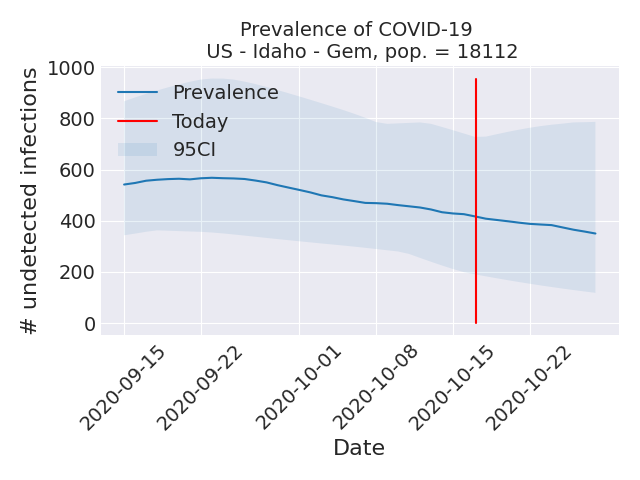 Prevalence of COVID-19
US - Idaho - Gem, pop. = 18112
# undetected infections
1000
800
600
400
200
0
Prevalence
Today
95CI
2020-09-15
2020-09-22
2020-10-01
2020-10-08
2020-10-15
2020-10-22
Date